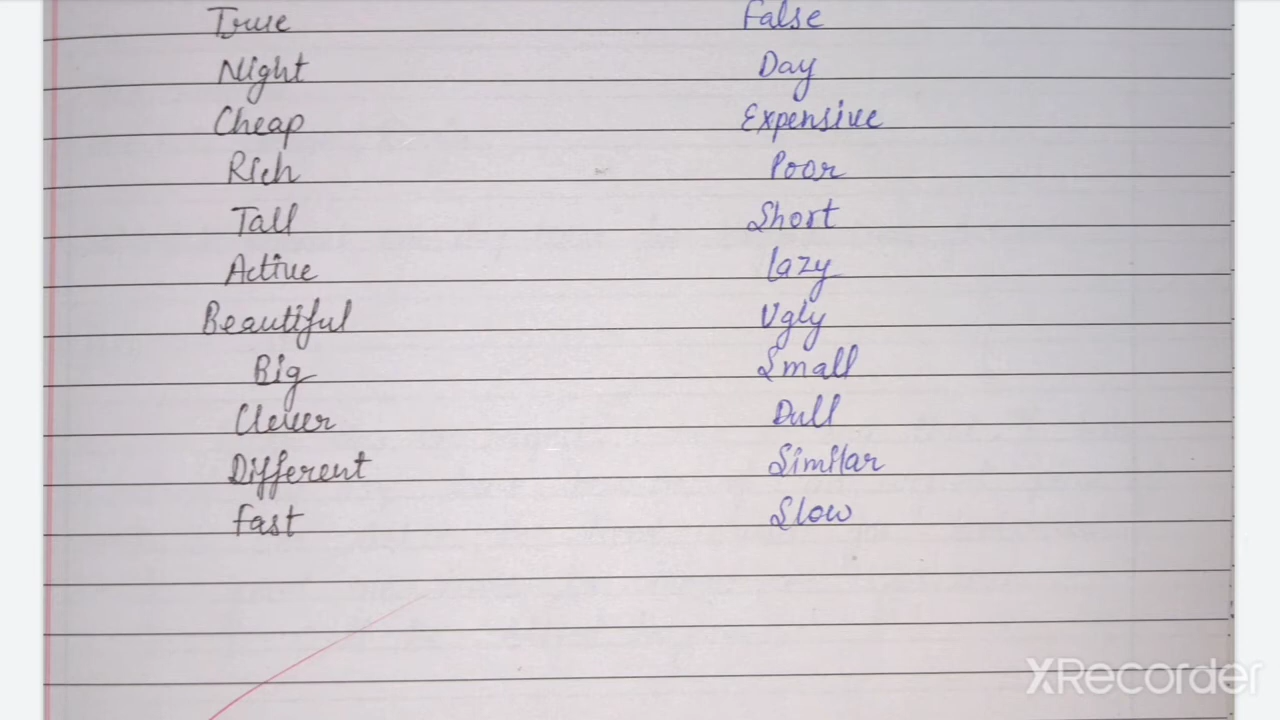 True False
Night Day
Cheap Expensive
Rich Poor
Tall Short
Active Lazy
Beautiful Ugly
Big Small
Clever Dull
Different Similar
Fast Slow
XRecorder